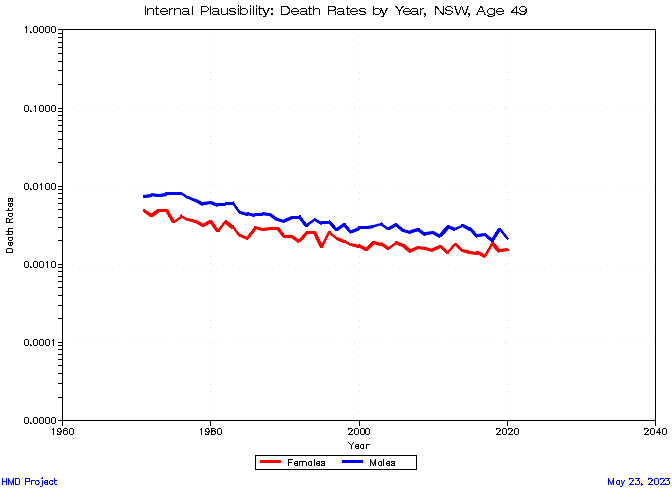 Internal Plausibility: Death Rates by Year, NSW, Age 49
1.0000
0.1000
0.0100
0.0010
0.0001
0.0000
Death Rates
1960
1980
2000
2020
2040
Year
Females
Males
HMD Project
May 23, 2023